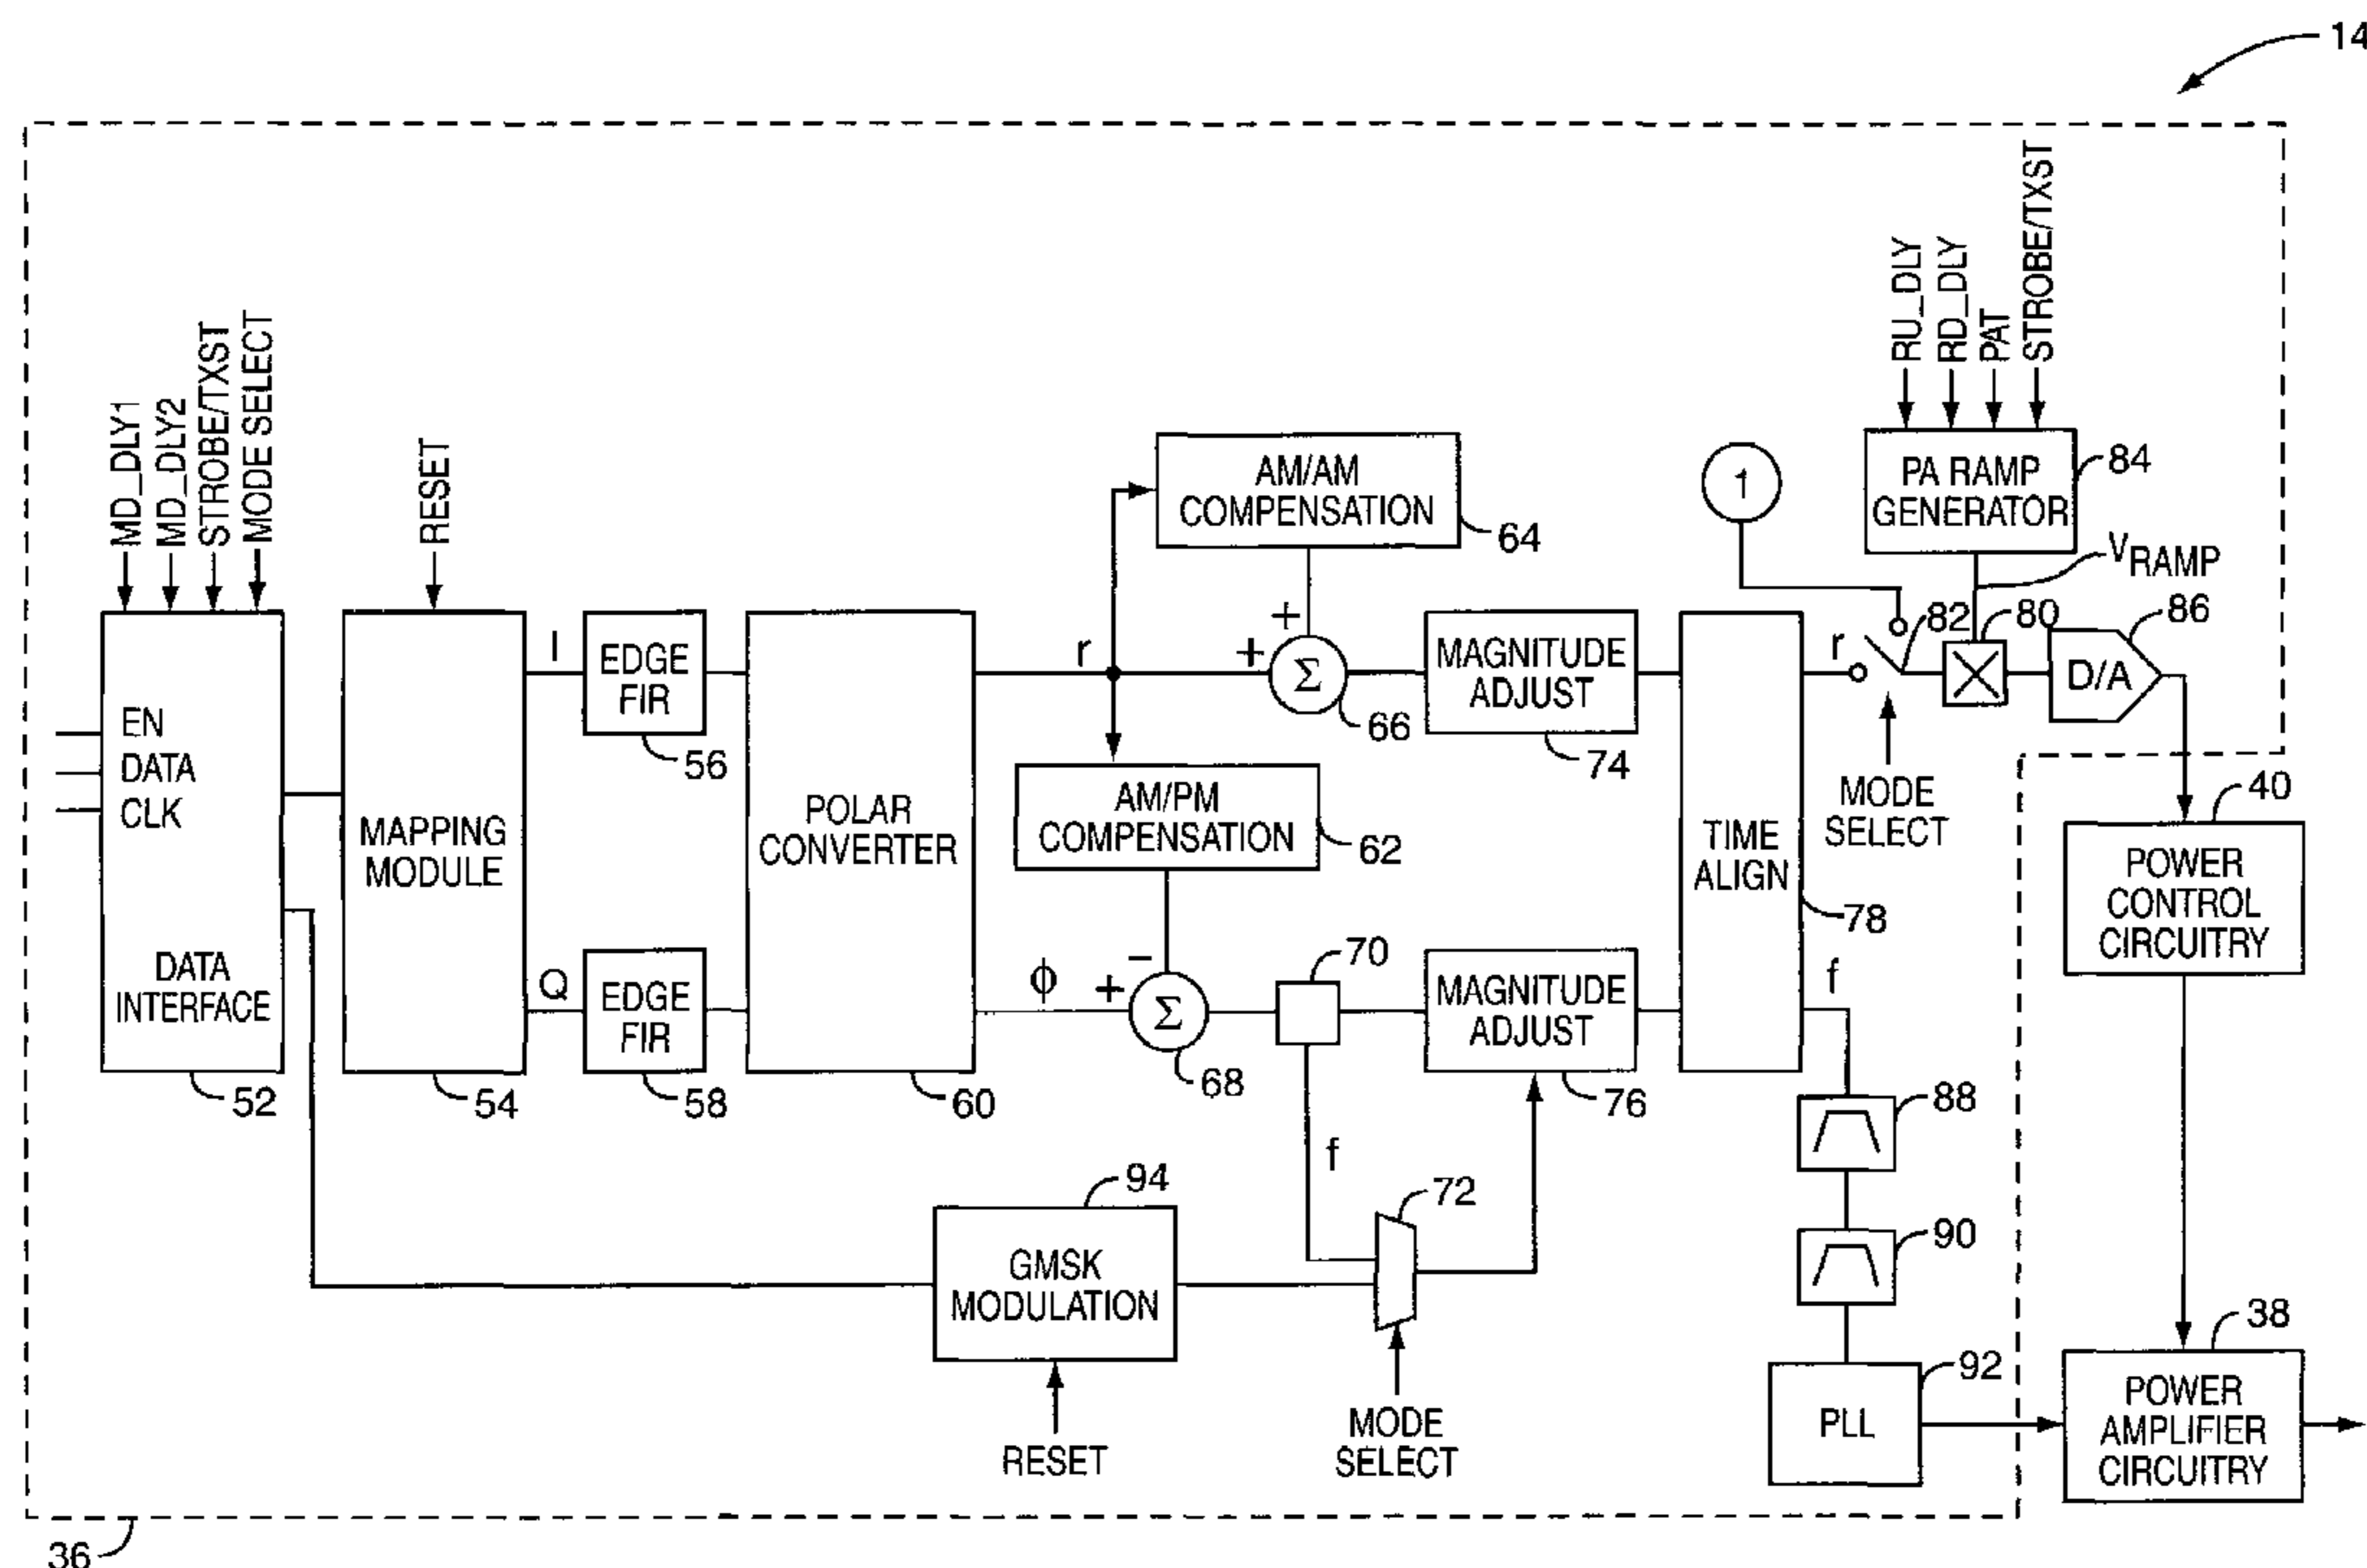 14
MD_DLY1
MD_DLY2
STROBE/TXST
MODE SELECT
RESET
RU_DLY
RD_DLY
PAT
STROBE/TXST
AM/AM
COMPENSATION
64
1
PA RAMP
GENERATOR
84
VRAMP
EN
DATA
CLK
DATA
INTERFACE
52
MAPPING
MODULE
54
I
EDGE
FIR
56
Q
EDGE
FIR
58
POLAR
CONVERTER
60
r
+
+
Σ
66
MAGNITUDE
ADJUST
74
AM/PM
COMPENSATION
62
ϕ
+
−
Σ
68
70
MAGNITUDE
ADJUST
76
TIME
ALIGN
78
r
82
80
D/A
86
MODE
SELECT
40
POWER
CONTROL
CIRCUITRY
f
88
90
f
72
94
GMSK
MODULATION
RESET
MODE
SELECT
PLL
92
38
POWER
AMPLIFIER
CIRCUITRY
36